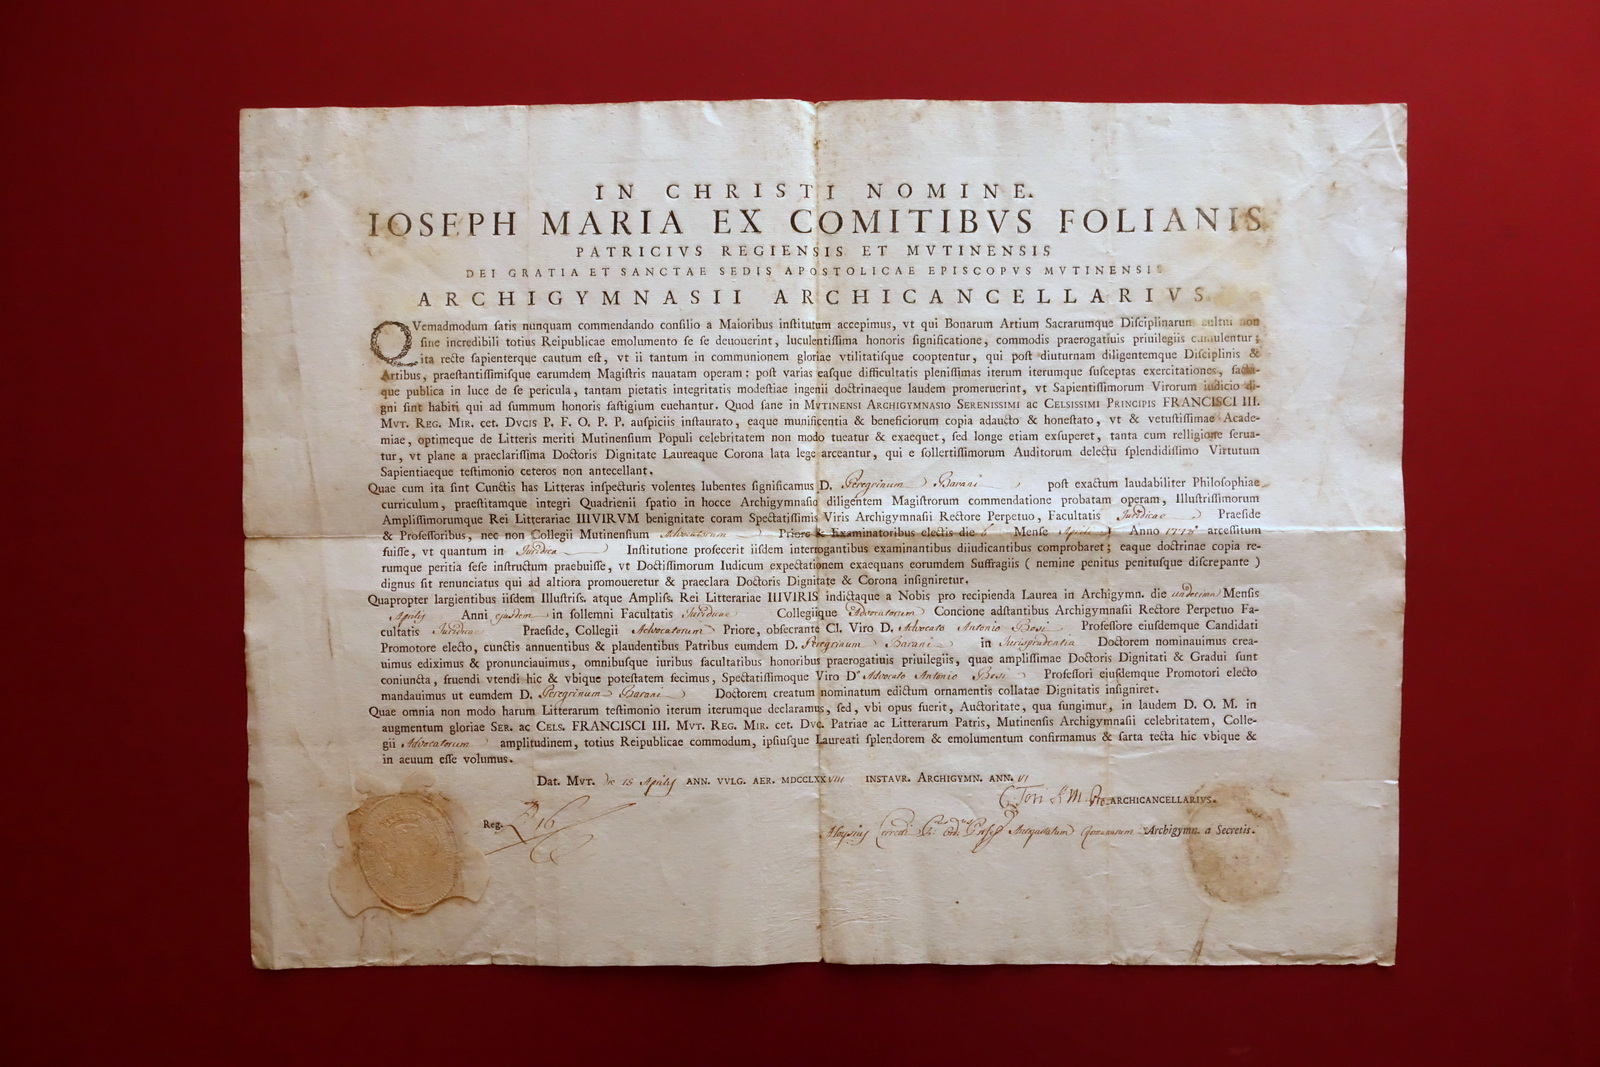 IN CHRISTI NOMINE.
IOSEPH MARIA EX COMITIBVS FOLIANIS
PATRICIVS REGIENSIS ET MVTINENSIS
DEI GRATIA ET SANCTAE SEDIS APOSTOLICAE EPISCOPVS MVTINENSIS
ARCHIGYMNASII ARCHICANCELLARIVS
QVemadmodum ſatis nunquam commendando conſilio a Maioribus inſtitutum accepimus, vt qui Bonarum Artium Sacrarumque Diſciplinarum cultui non
ſine incredibili totius Reipublicae emolumento ſe ſe deuouerint, luculentiſſima honoris ſignificatione, commodis praerogatiuis priuilegiis cumulentur;
ita recte ſapienterque cautum eſt, vt ii tantum in communionem gloriae vtilitatiſque cooptentur, qui poſt diuturnam diligentemque Diſciplinis &
Artibus, praeſtantiſſimiſque earumdem Magiſtris nauatam operam: poſt varias eaſque difficultatis pleniſſimas iterum iterumque ſuſceptas exercitationes, facta-
que publica in luce de ſe pericula, tantam pietatis integritatis modeſtiae ingenii doctrinaeque laudem promeruerint, vt Sapientiſſimorum Virorum iudicio di-
gni ſint habiti qui ad ſummum honoris faſtigium euehantur. Quod ſane in MVTINENSI ARCHIGYMNASIO SERENISSIMI AC CELSISSIMI PRINCIPIS FRANCISCI III.
MVT. REG. MIR. cet. DVCIS P. F. O. P. P. auſpiciis inſtaurato, eaque munificentia & beneficiorum copia adaucto & honeſtato, vt & vetuſtiſſimae Acade-
miae, optimeque de Litteris meriti Mutinenſium Populi celebritatem non modo tueatur & exaequet, ſed longe etiam exſuperet, tanta cum relligione ſerua-
tur, vt plane a praeclariſſima Doctoris Dignitate Laureaque Corona lata lege arceantur, qui e ſollertiſſimorum Auditorum delectu ſplendidiſſimo Virtutum
Sapientiaeque teſtimonio ceteros non antecellant.
Quae cum ita ſint Cunctis has Litteras inſpecturis volentes lubentes ſignificamus D. Peregrinum Barani poſt exactum laudabiliter Philoſophiae
curriculum, praeſtitamque integri Quadrienii ſpatio in hocce Archigymnaſio diligentem Magiſtrorum commendatione probatam operam, Illuſtriſſimorum
Ampliſſimorumque Rei Litterariae IIIVIRVM benignitate coram Spectatiſſimis Viris Archigymnaſii Rectore Perpetuo, Facultatis Juridicae Praeſide
& Profeſſoribus, nec non Collegii Mutinenſium Advocatorum Priore & Examinatoribus electis die 6 Menſe Aprilis Anno 1778 arceſſitum
fuiſſe, vt quantum in Juridica Inſtitutione profecerit iiſdem interrogantibus examinantibus diiudicantibus comprobaret; eaque doctrinae copia re-
rumque peritia ſeſe inſtructum praebuiſſe, vt Doctiſſimorum Iudicum expectationem exaequans eorumdem Suffragiis ( nemine penitus penituſque diſcrepante )
dignus ſit renunciatus qui ad altiora promoueretur & praeclara Doctoris Dignitate & Corona inſigniretur.
Quapropter largientibus iiſdem Illuſtriſſ. atque Ampliſſ. Rei Litterariae IIIVIRIS indictaque a Nobis pro recipienda Laurea in Archigymn. die undecima Menſis
Aprilis Anni ejusdem in ſollemni Facultatis Juridicae Collegiique Advocatorum Concione adſtantibus Archigymnaſii Rectore Perpetuo Fa-
cultatis Juridicae Praeſide, Collegii Advocatorum Priore, obſecrante Cl. Viro D. Advocato Antonio Besi Profeſſore eiuſdemque Candidati
Promotore electo, cunctis annuentibus & plaudentibus Patribus eumdem D. Peregrinum Barani in Jurisprudentia Doctorem nominauimus crea-
uimus ediximus & pronunciauimus, omnibuſque iuribus facultatibus honoribus praerogatiuis priuilegiis, quae ampliſſimae Doctoris Dignitati & Gradui ſunt
coniuncta, fruendi vtendi hic & vbique poteſtatem fecimus, Spectatiſſimoque Viro Dº Advocato Antonio Besi Profeſſori eiuſdemque Promotori electo
mandauimus ut eumdem D. Peregrinum Barani Doctorem creatum nominatum edictum ornamentis collatae Dignitatis inſigniret.
Quae omnia non modo harum Litterarum teſtimonio iterum iterumque declaramus, ſed, vbi opus fuerit, Auctoritate, qua fungimur, in laudem D. O. M. in
augmentum gloriae SER. AC CELS. FRANCISCI III. MVT. REG. MIR. cet. DVC. Patriae ac Litterarum Patris, Mutinenſis Archigymnaſii celebritatem, Colle-
gii Advocatorum amplitudinem, totius Reipublicae commodum, ipſiuſque Laureati ſplendorem & emolumentum confirmamus & ſarta tecta hic vbique &
in aeuum eſſe volumus.
DAT. MVT. die 15 Aprilis ANN. VVLG. AER. MDCCLXXVIII INSTAVR. ARCHIGYMN. ANN. VI
Pro ARCHICANCELLARIVS.
Reg. 16
Aloysius Archigymn. a Secretis.